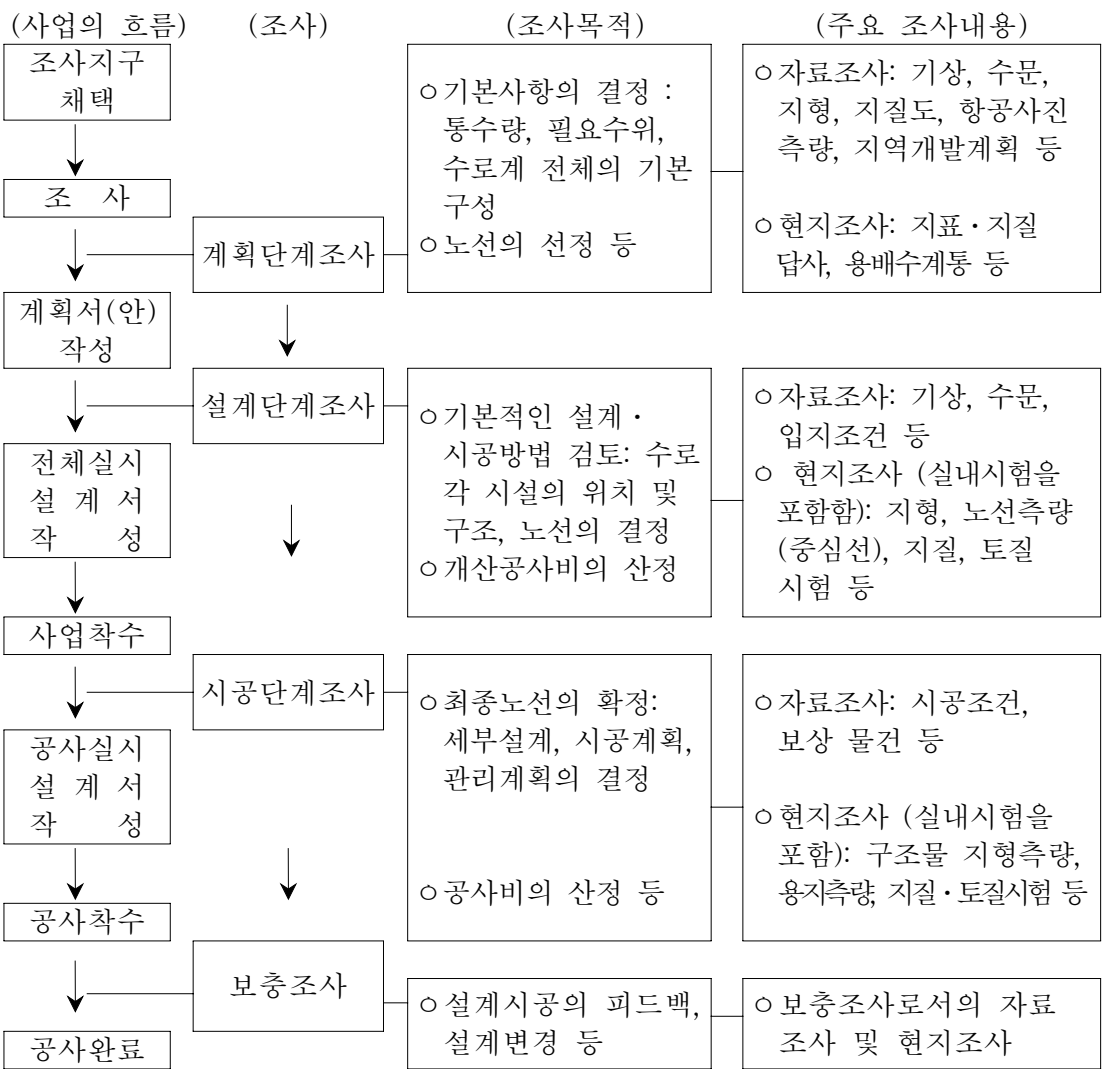 (사업의 흐름) (조사) (조사목적) (주요 조사내용)
조사지구
채택
조 사
계획서(안)
작성
전체실시
설 계 서
작 성
사업착수
공사실시
설 계 서
작 성
공사착수
공사완료
계획단계조사
설계단계조사
시공단계조사
보충조사
ㅇ기본사항의 결정 :
통수량, 필요수위,
수로계 전체의 기본
구성
ㅇ노선의 선정 등
ㅇ기본적인 설계·
시공방법 검토: 수로
각 시설의 위치 및
구조, 노선의 결정
ㅇ개산공사비의 산정
ㅇ최종노선의 확정:
세부설계, 시공계획,
관리계획의 결정
ㅇ공사비의 산정 등
ㅇ설계시공의 피드백,
설계변경 등
ㅇ자료조사: 기상, 수문,
지형, 지질도, 항공사진
측량, 지역개발계획 등
ㅇ현지조사: 지표·지질
답사, 용배수계통 등
ㅇ자료조사: 기상, 수문,
입지조건 등
ㅇ 현지조사 (실내시험을
포함함): 지형, 노선측량
(중심선), 지질, 토질
시험 등
ㅇ자료조사: 시공조건,
보상 물건 등
ㅇ현지조사 (실내시험을
포함): 구조물 지형측량,
용지측량, 지질·토질시험 등
ㅇ보충조사로서의 자료
조사 및 현지조사